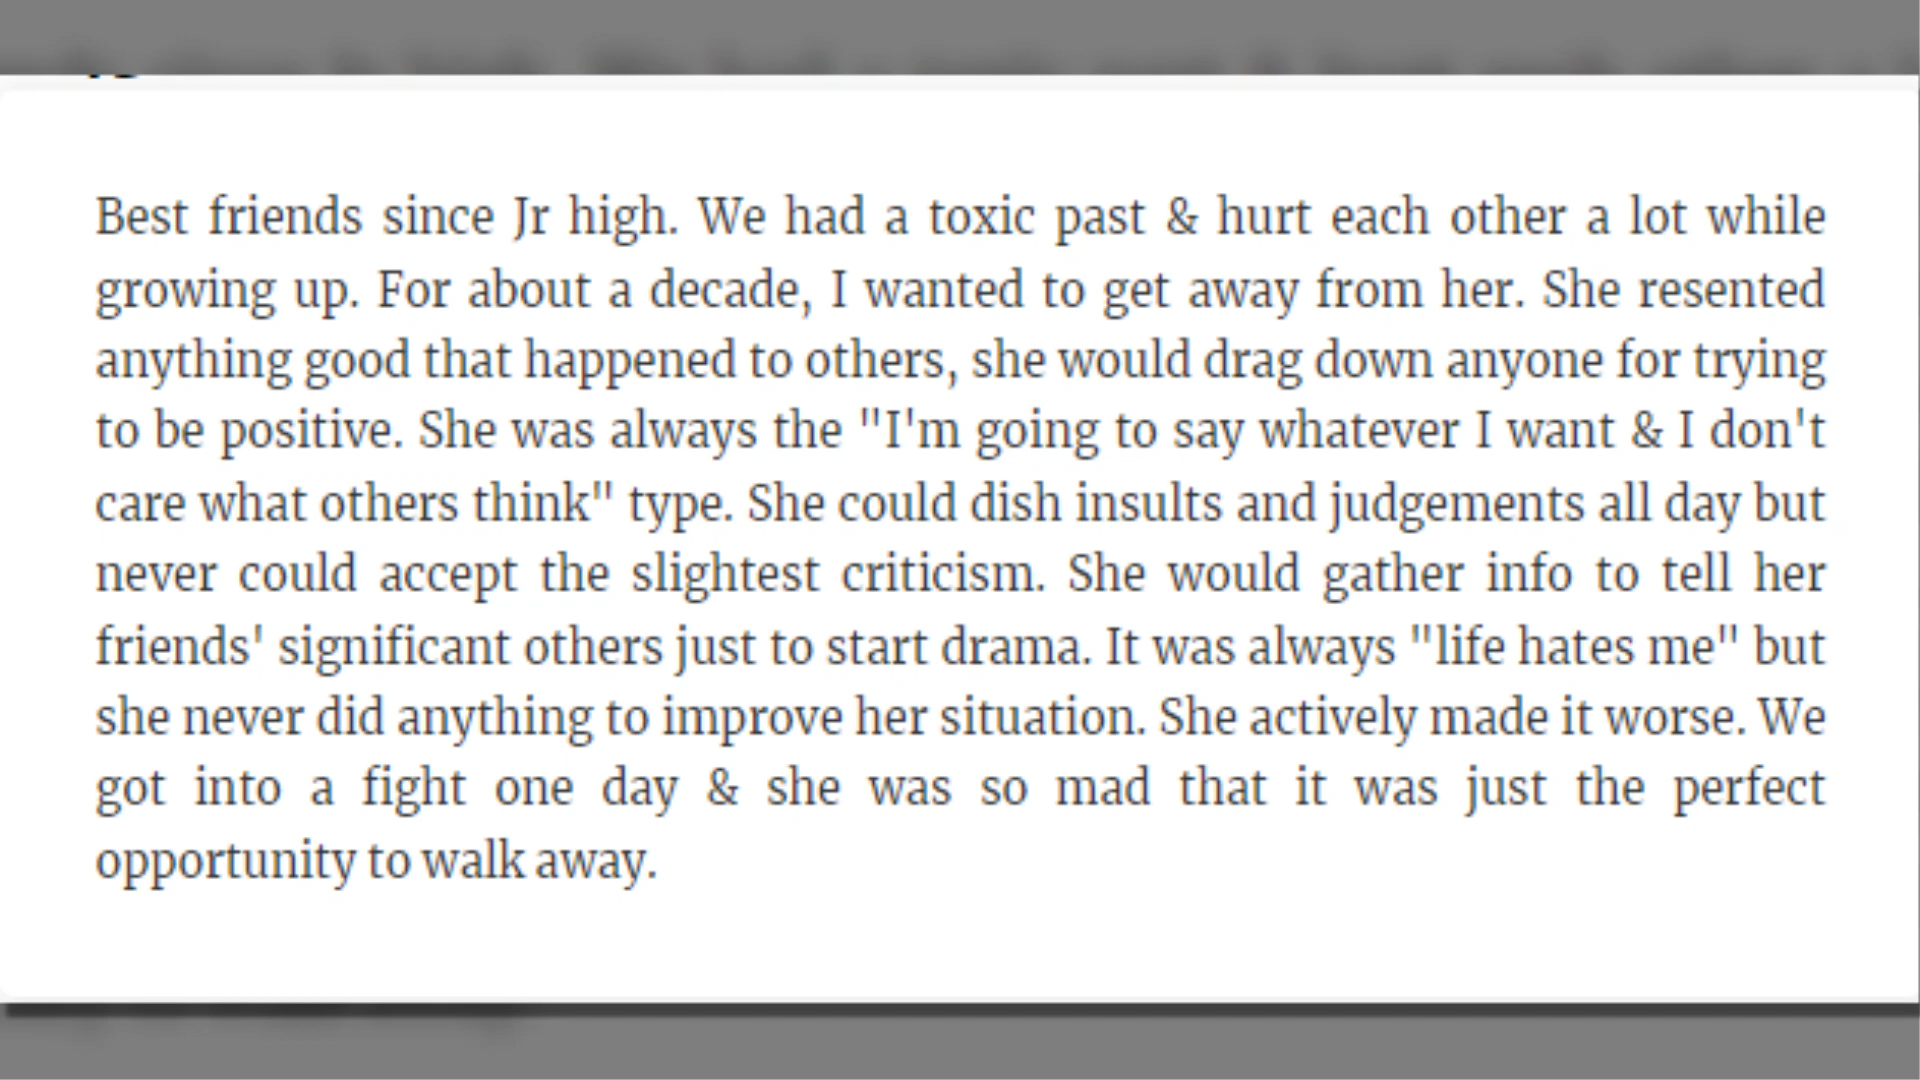 Best friends since Jr high. We had a toxic past & hurt each other a lot while
growing up. For about a decade, I wanted to get away from her. She resented
anything good that happened to others, she would drag down anyone for trying
to be positive. She was always the "I'm going to say whatever I want & I don't
care what others think" type. She could dish insults and judgements all day but
never could accept the slightest criticism. She would gather info to tell her
friends' significant others just to start drama. It was always "life hates me" but
she never did anything to improve her situation. She actively made it worse. We
got into a fight one day & she was so mad that it was just the perfect
opportunity to walk away.